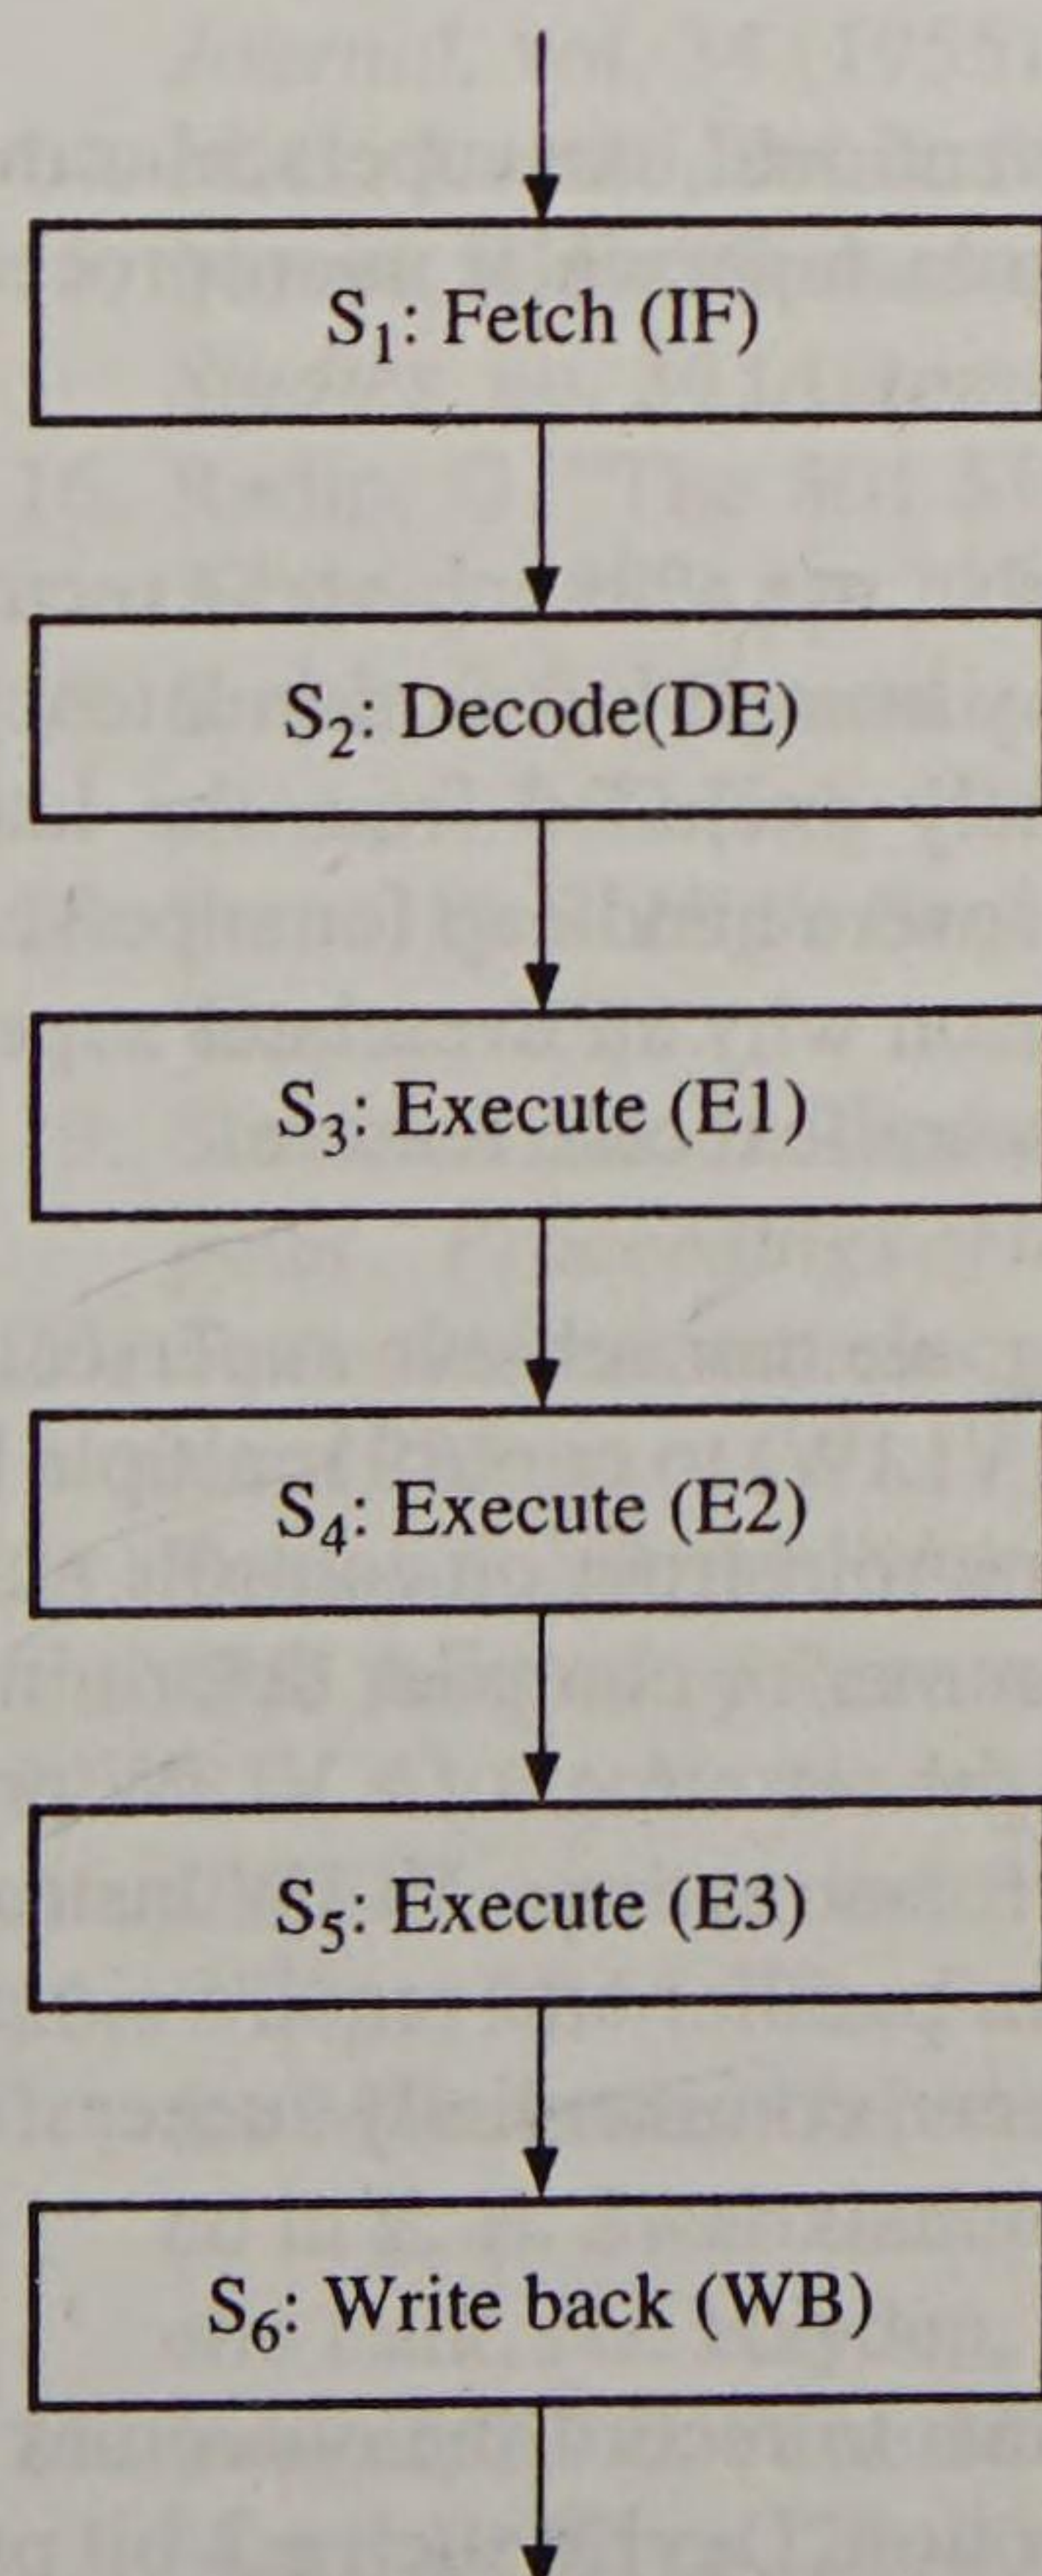 S₁: Fetch (IF)
S₂: Decode(DE)
S₃: Execute (E1)
S₄: Execute (E2)
S₅: Execute (E3)
S₆: Write back (WB)